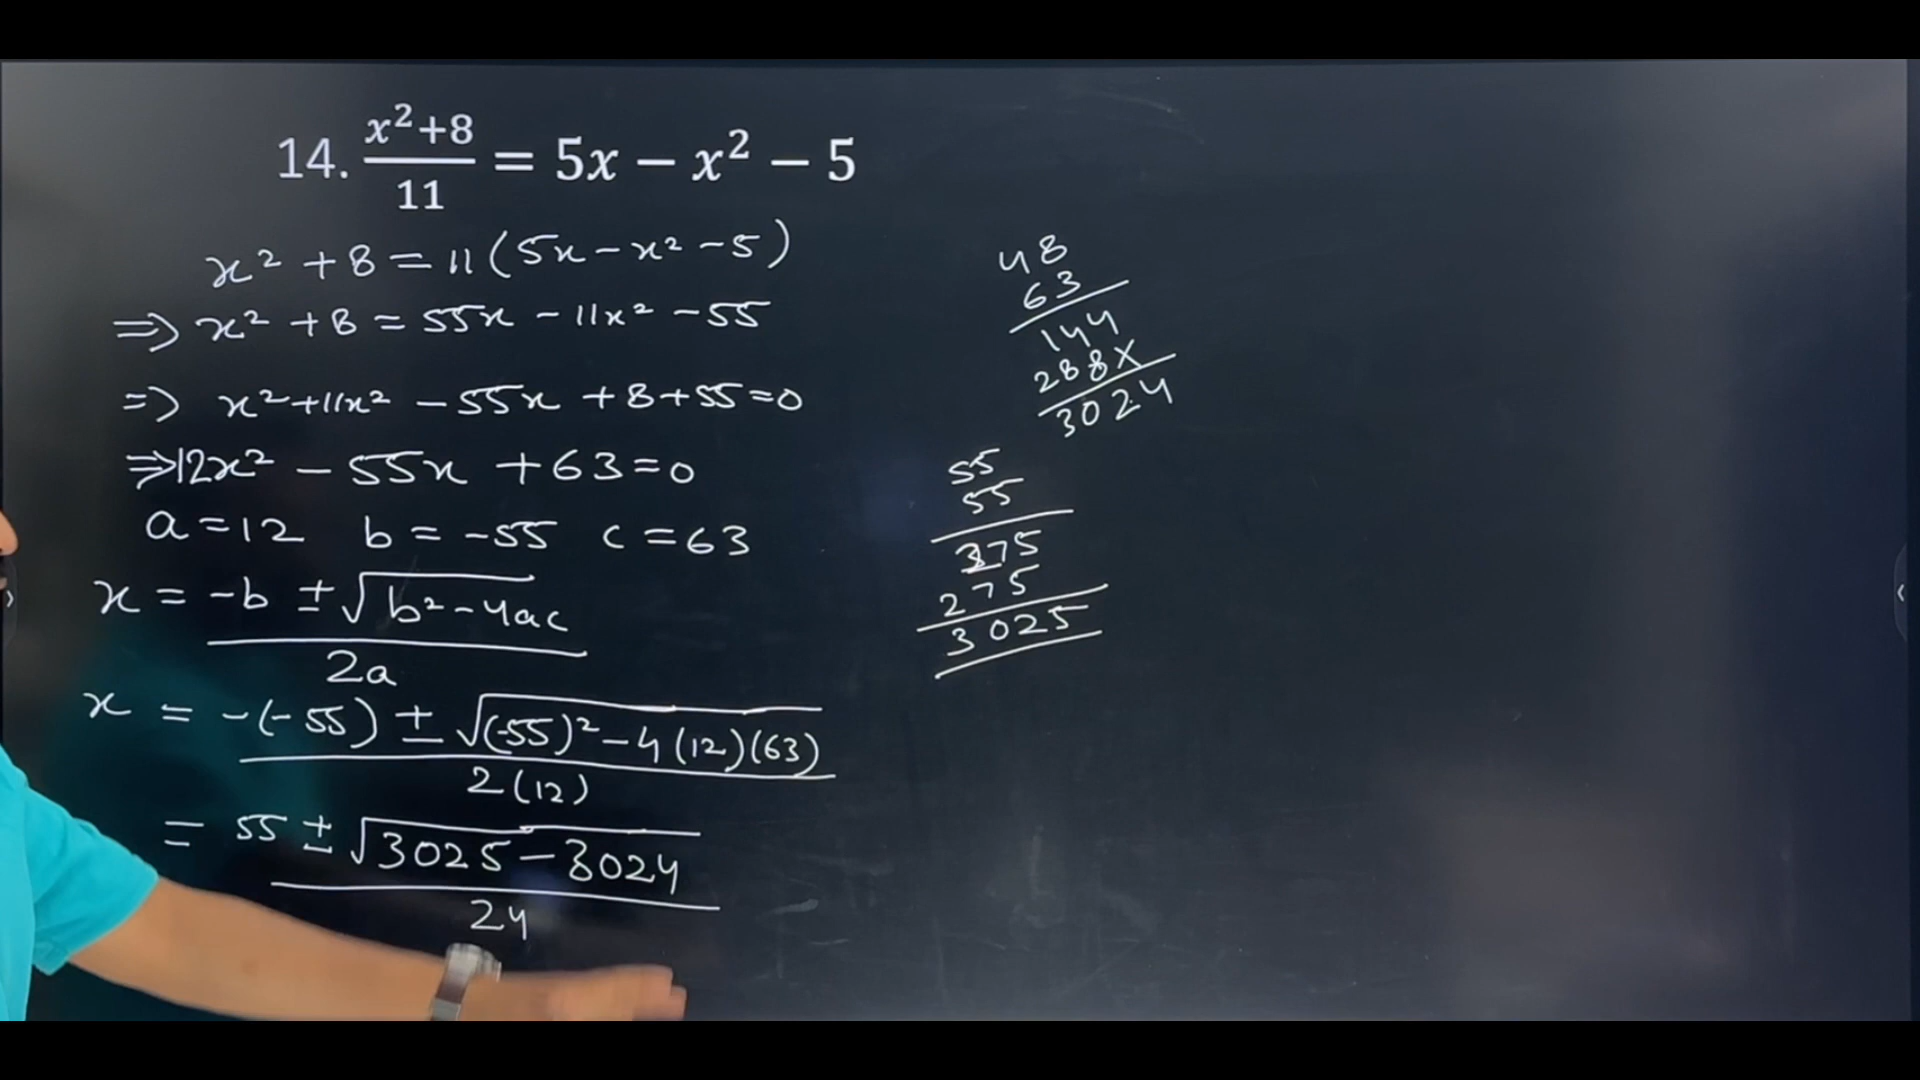 14. x²+8/11 = 5x − x² − 5
x² + 8 = 11(5x − x² − 5)
⇒ x² + 8 = 55x − 11x² − 55
⇒ x² + 11x² − 55x + 8 + 55 = 0
⇒ 12x² − 55x + 63 = 0
a = 12 b = −55 c = 63
x = −b ± √b² − 4ac
2a
x = −(−55) ± √(−55)² − 4(12)(63)
2(12)
= 55 ± √3025 − 3024
24
48
63
144
288X
3024
55
55
275
275
3025